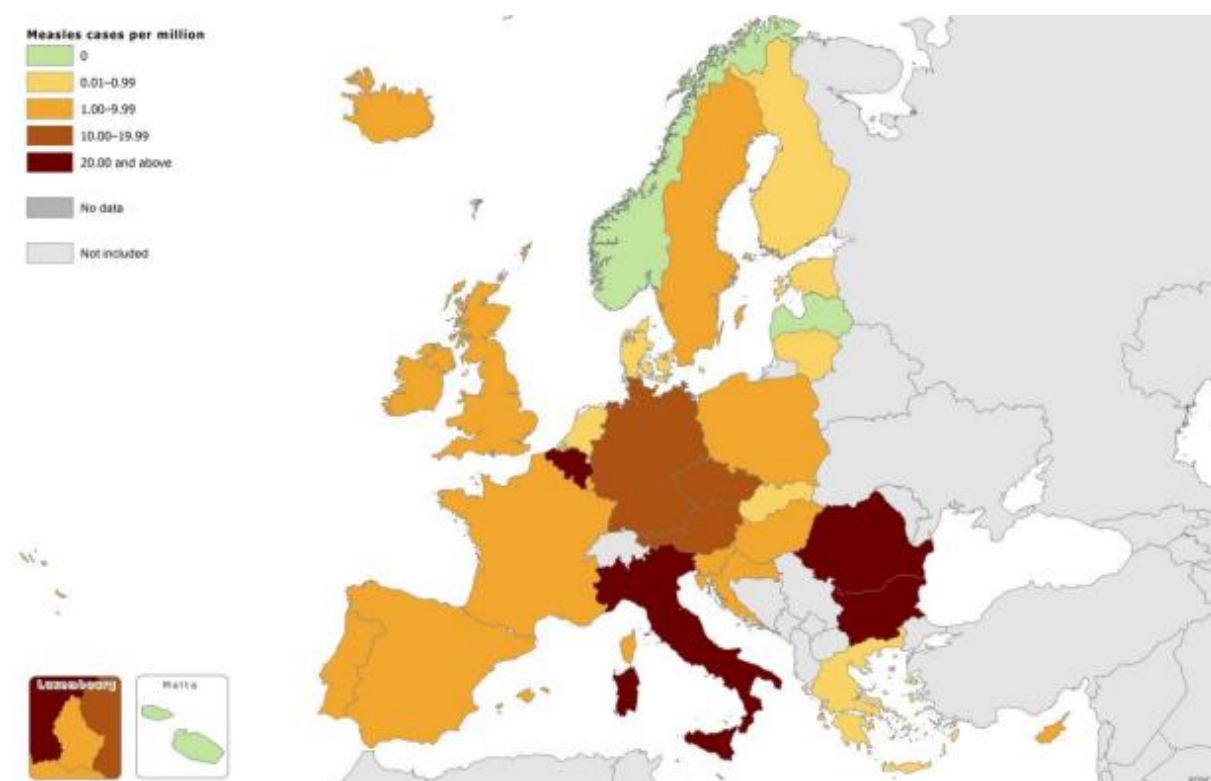 Measles cases per million
0
0.01–0.99
1.00–9.99
10.00–19.99
20.00 and above
No data
Not included
Luxembourg
Malta